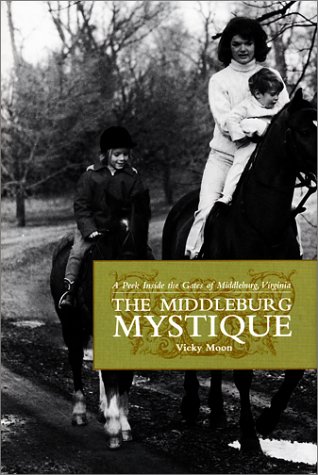 A Peek Inside the Gates of Middleburg, Virginia
THE MIDDLEBURG
MYSTIQUE
Vicky Moon